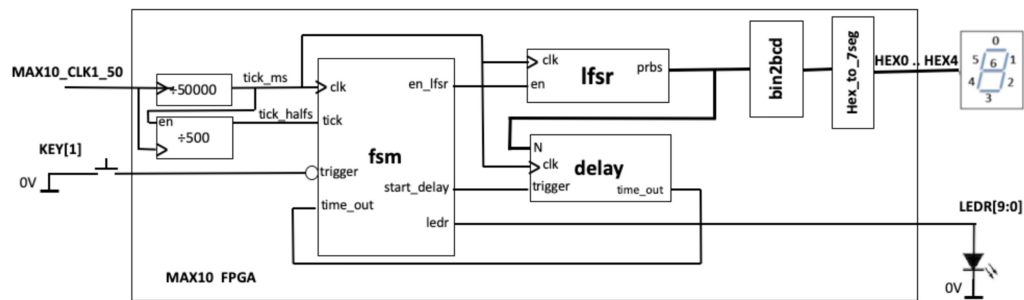 MAX10_CLK1_50
÷50000
tick_ms
en
÷500
tick_halfs
KEY[1]
0V
clk
en_lfsr
tick
fsm
trigger
start_delay
time_out
ledr
clk
lfsr
prbs
en
N
clk
delay
trigger
time_out
bin2bcd
Hex_to_7seg
HEX0 .. HEX4
0
5
6
1
4
2
3
LEDR[9:0]
0V
MAX10 FPGA